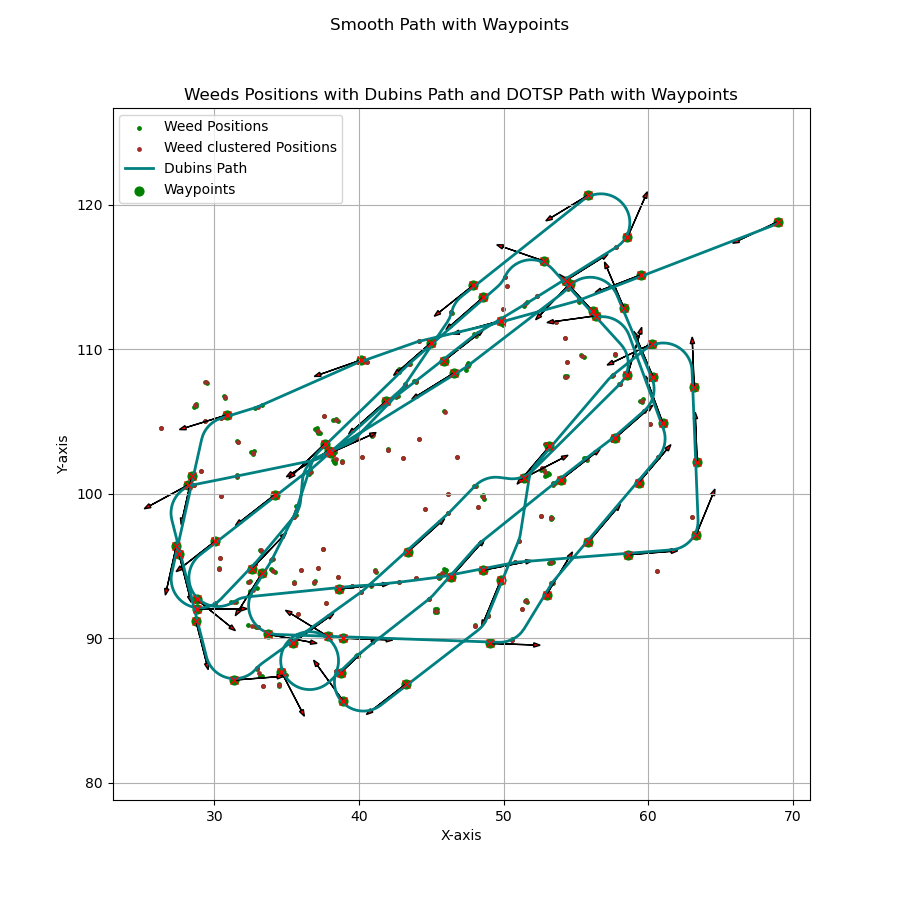 Smooth Path with Waypoints
Weeds Positions with Dubins Path and DOTSP Path with Waypoints
Weed Positions
Weed clustered Positions
Dubins Path
Waypoints
120
110
100
90
80
Y-axis
30 40 50 60 70
X-axis